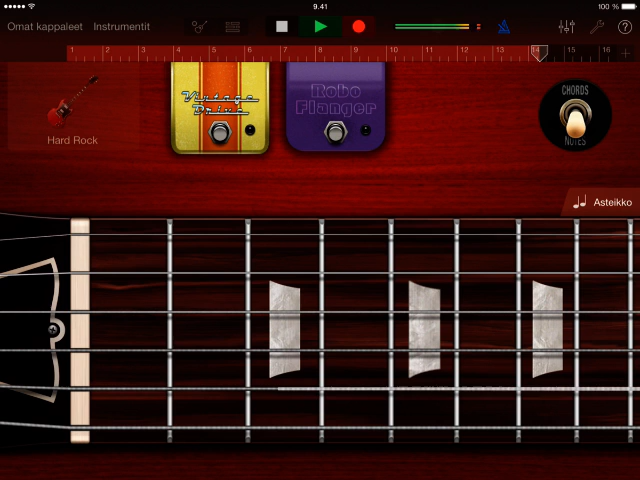 9.41
100 %
Omat kappaleet Instrumentit
1 2 3 4 5 6 7 8 9 10 11 12 13 14 15 16
Vintage
Drive
Robo
Flanger
CHORDS
NOTES
Hard Rock
Asteikko